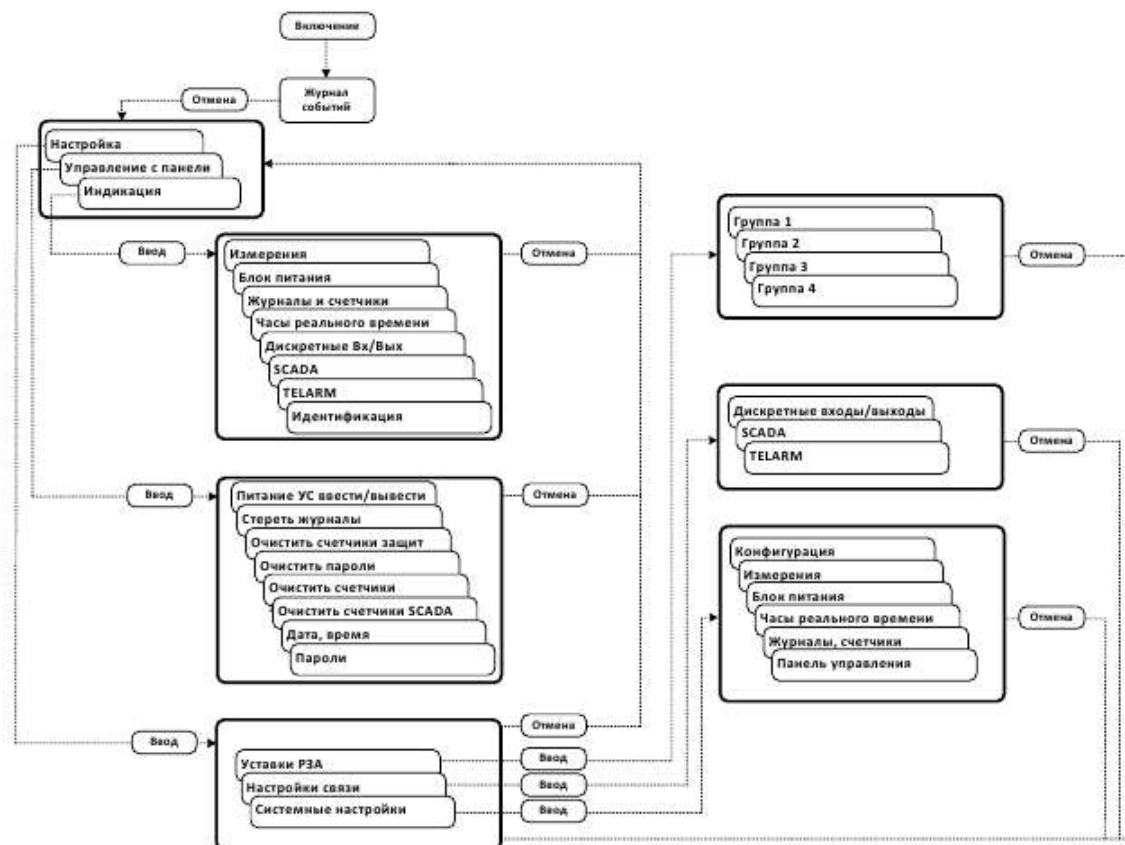 Включение
Журнал
событий
Отмена
Настройка
Управление с панели
Индикация
Ввод
Измерения
Блок питания
Журналы и счетчики
Часы реального времени
Дискретные Вх/Вых
SCADA
TELARM
Идентификация
Отмена
Группа 1
Группа 2
Группа 3
Группа 4
Отмена
Дискретные входы/выходы
SCADA
TELARM
Отмена
Ввод
Питание УС ввести/вывести
Стереть журналы
Очистить счетчики защит
Очистить пароли
Очистить счетчики
Очистить счетчики SCADA
Дата, время
Пароли
Отмена
Конфигурация
Измерения
Блок питания
Часы реального времени
Журналы, счетчики
Панель управления
Отмена
Ввод
Уставки РЗА
Настройки связи
Системные настройки
Отмена
Ввод
Ввод
Ввод